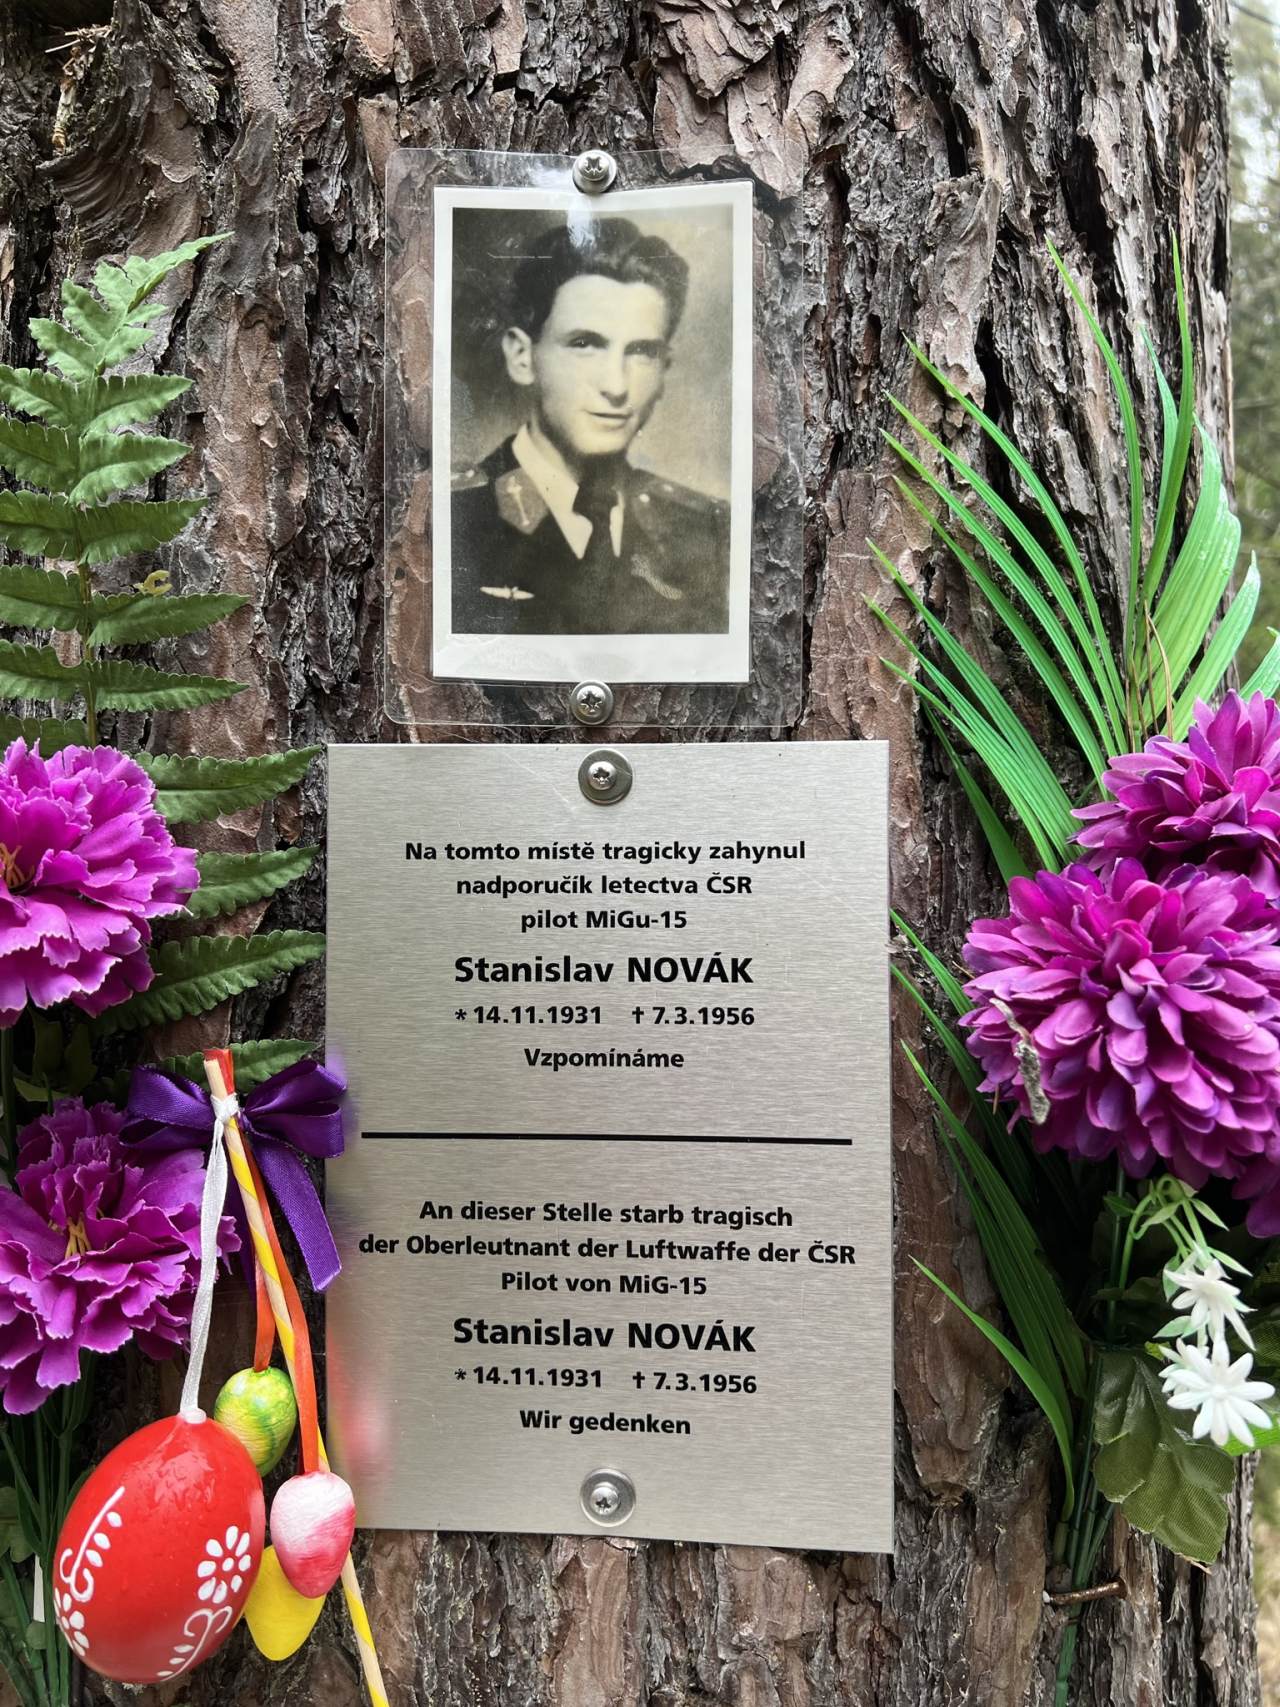 Na tomto místě tragicky zahynul
nadporučík letectva ČSR
pilot MiGu-15
Stanislav NOVÁK
* 14.11.1931 † 7.3.1956
Vzpomínáme
An dieser Stelle starb tragisch
der Oberleutnant der Luftwaffe der ČSR
Pilot von MiG-15
Stanislav NOVÁK
* 14.11.1931 † 7.3.1956
Wir gedenken